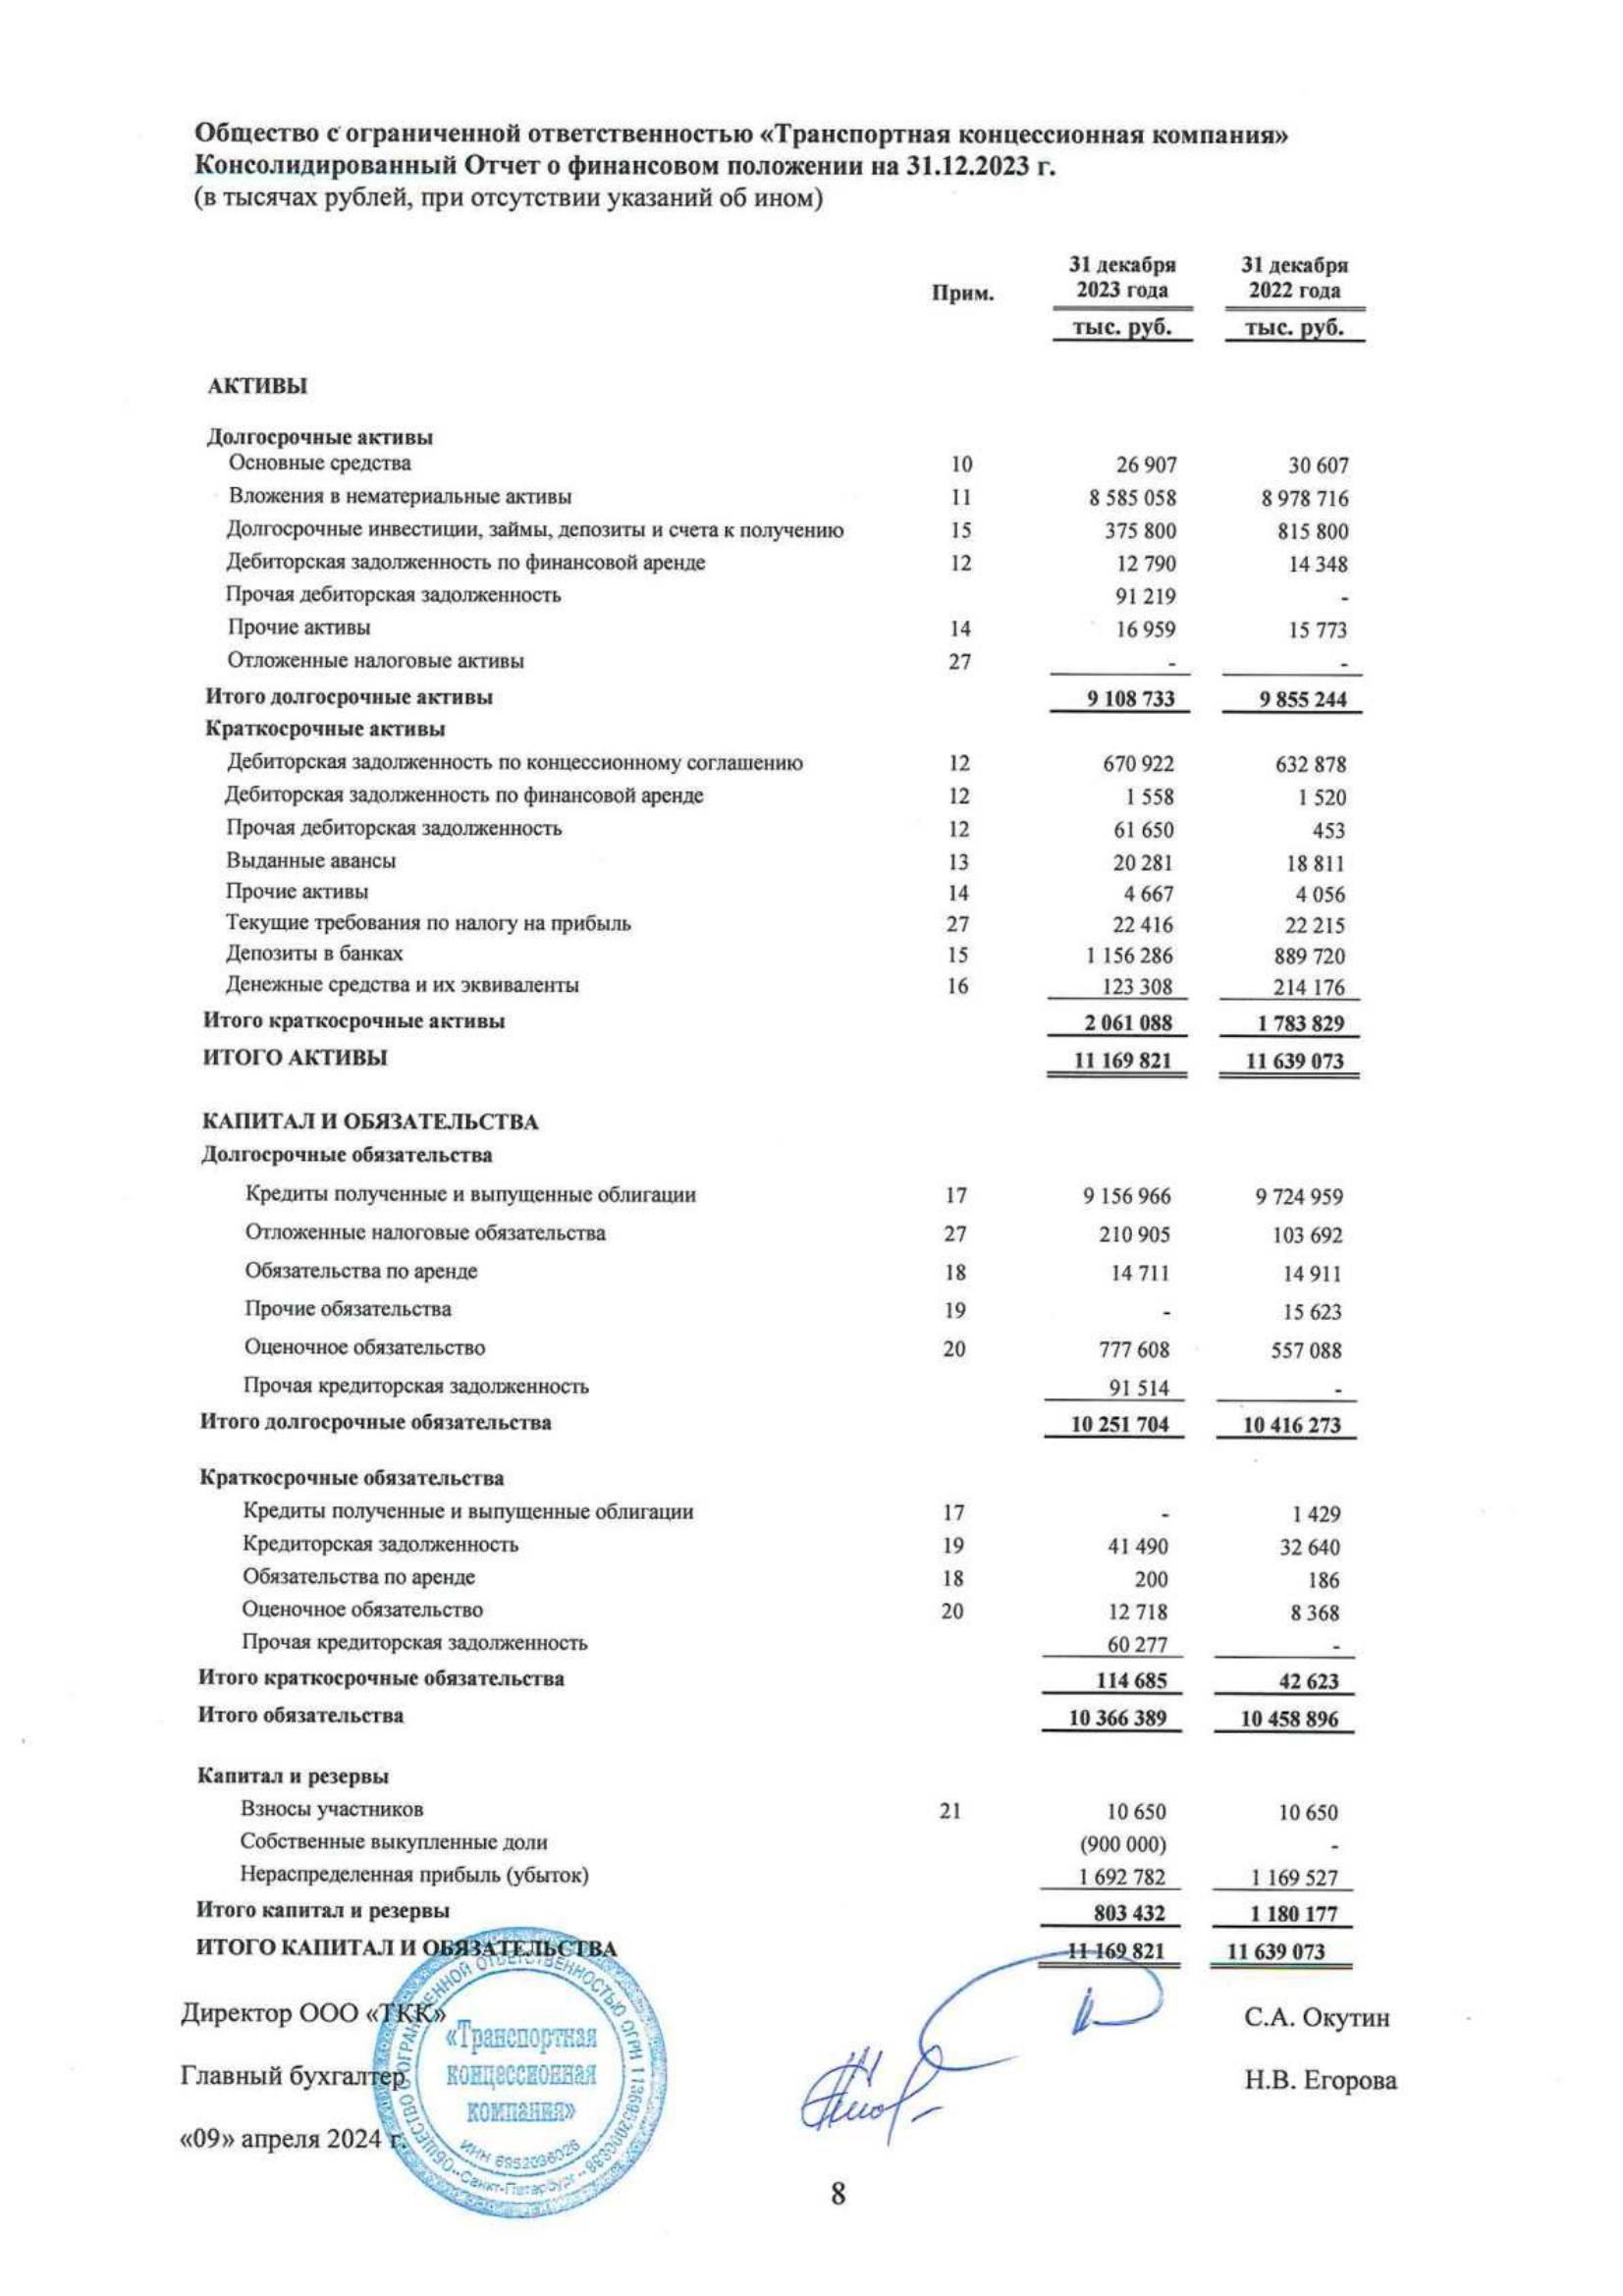 Общество с ограниченной ответственностью «Транспортная концессионная компания»
Консолидированный Отчет о финансовом положении на 31.12.2023 г.
(в тысячах рублей, при отсутствии указаний об ином)
Прим. 31 декабря 2023 года 31 декабря 2022 года
тыс. руб. тыс. руб.
АКТИВЫ
Долгосрочные активы
Основные средства 10 26 907 30 607
Вложения в нематериальные активы 11 8 585 058 8 978 716
Долгосрочные инвестиции, займы, депозиты и счета к получению 15 375 800 815 800
Дебиторская задолженность по финансовой аренде 12 12 790 14 348
Прочая дебиторская задолженность 91 219 -
Прочие активы 14 16 959 15 773
Отложенные налоговые активы 27 - -
Итого долгосрочные активы 9 108 733 9 855 244
Краткосрочные активы
Дебиторская задолженность по концессионному соглашению 12 670 922 632 878
Дебиторская задолженность по финансовой аренде 12 1 558 1 520
Прочая дебиторская задолженность 12 61 650 453
Выданные авансы 13 20 281 18 811
Прочие активы 14 4 667 4 056
Текущие требования по налогу на прибыль 27 22 416 22 215
Депозиты в банках 15 1 156 286 889 720
Денежные средства и их эквиваленты 16 123 308 214 176
Итого краткосрочные активы 2 061 088 1 783 829
ИТОГО АКТИВЫ 11 169 821 11 639 073
КАПИТАЛ И ОБЯЗАТЕЛЬСТВА
Долгосрочные обязательства
Кредиты полученные и выпущенные облигации 17 9 156 966 9 724 959
Отложенные налоговые обязательства 27 210 905 103 692
Обязательства по аренде 18 14 711 14 911
Прочие обязательства 19 - 15 623
Оценочное обязательство 20 777 608 557 088
Прочая кредиторская задолженность 91 514 -
Итого долгосрочные обязательства 10 251 704 10 416 273
Краткосрочные обязательства
Кредиты полученные и выпущенные облигации 17 - 1 429
Кредиторская задолженность 19 41 490 32 640
Обязательства по аренде 18 200 186
Оценочное обязательство 20 12 718 8 368
Прочая кредиторская задолженность 60 277 -
Итого краткосрочные обязательства 114 685 42 623
Итого обязательства 10 366 389 10 458 896
Капитал и резервы
Взносы участников 21 10 650 10 650
Собственные выкупленные доли (900 000) -
Нераспределенная прибыль (убыток) 1 692 782 1 169 527
Итого капитал и резервы 803 432 1 180 177
ИТОГО КАПИТАЛ И ОБЯЗАТЕЛЬСТВА 11 169 821 11 639 073
Директор ООО «ТКК» С.А. Окутин
Главный бухгалтер Н.В. Егорова
«09» апреля 2024 г.
ОБЩЕСТВО С ОГРАНИЧЕННОЙ ОТВЕТСТВЕННОСТЬЮ ОГРН
«Транспортная
концессионная
компания»
ИНН 6952036026
Санкт-Петербург
8